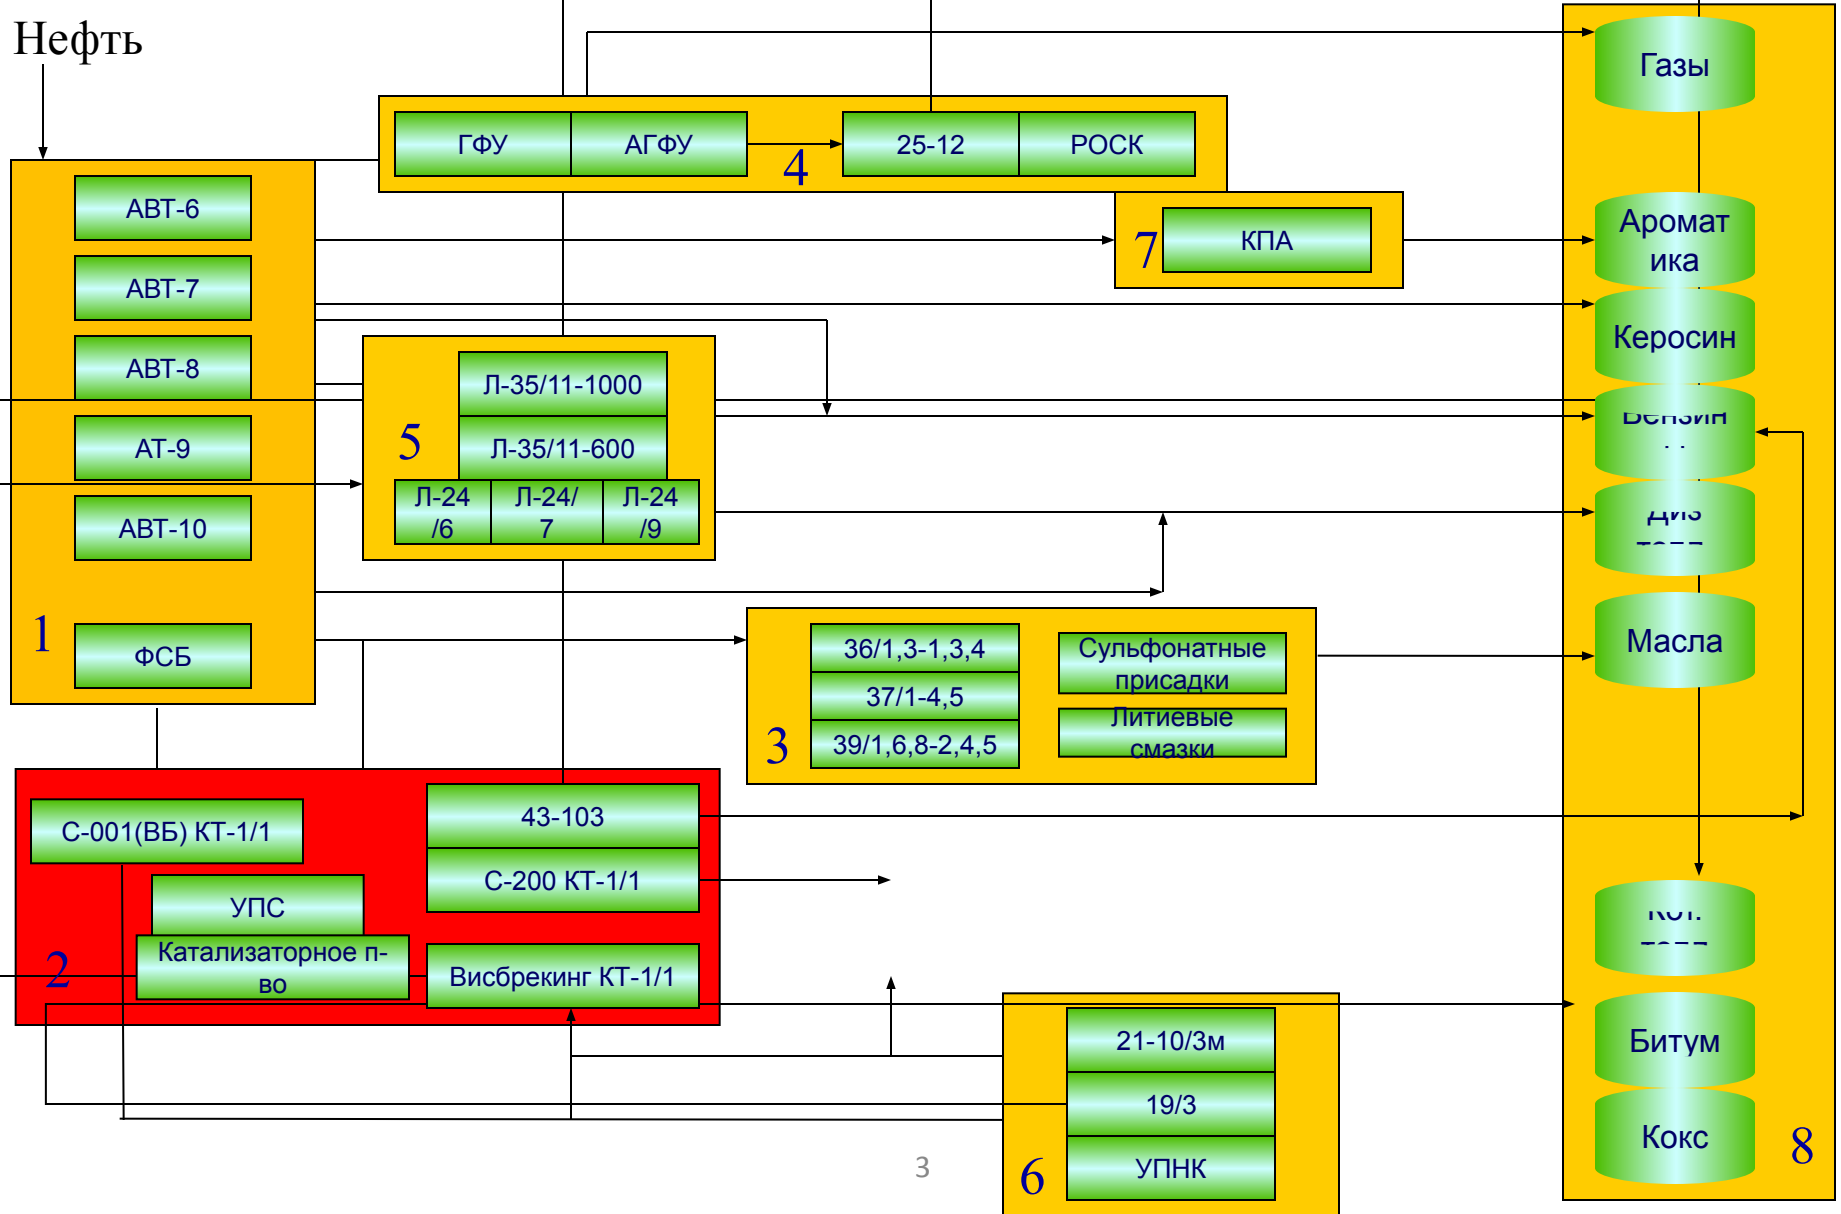 Нефть
Газы
ГФУ
АГФУ
25-12
РОСК
4
АВТ-6
7
КПА
Аромат
ика
АВТ-7
Керосин
АВТ-8
Л-35/11-1000
5
АТ-9
Л-35/11-600
Л-24
/6
Л-24/
7
Л-24
/9
АВТ-10
1
ФСБ
36/1,3-1,3,4
37/1-4,5
39/1,6,8-2,4,5
3
Сульфонатные
присадки
Литиевые
смазки
Масла
43-103
С-001(ВБ) КТ-1/1
С-200 КТ-1/1
УПС
Катализаторное п-
во
2
Висбрекинг КТ-1/1
21-10/3м
19/3
УПНК
6
Битум
Кокс
8
3